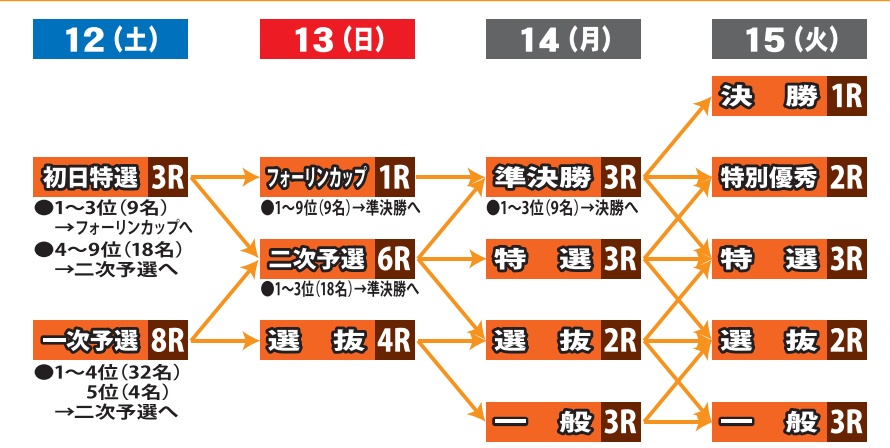 12（土）
初日特選 3R
●1～3位（9名）
→フォーリンカップへ
●4～9位（18名）
→二次予選へ
一次予選 8R
●1～4位（32名）
5位（4名）
→二次予選へ
13（日）
フォーリンカップ 1R
●1～9位（9名）→準決勝へ
二次予選 6R
●1～3位（18名）→準決勝へ
選　抜 4R
14（月）
準決勝 3R
●1～3位（9名）→決勝へ
特　選 3R
選　抜 2R
一　般 3R
15（火）
決　勝 1R
特別優秀 2R
特　選 3R
選　抜 2R
一　般 3R